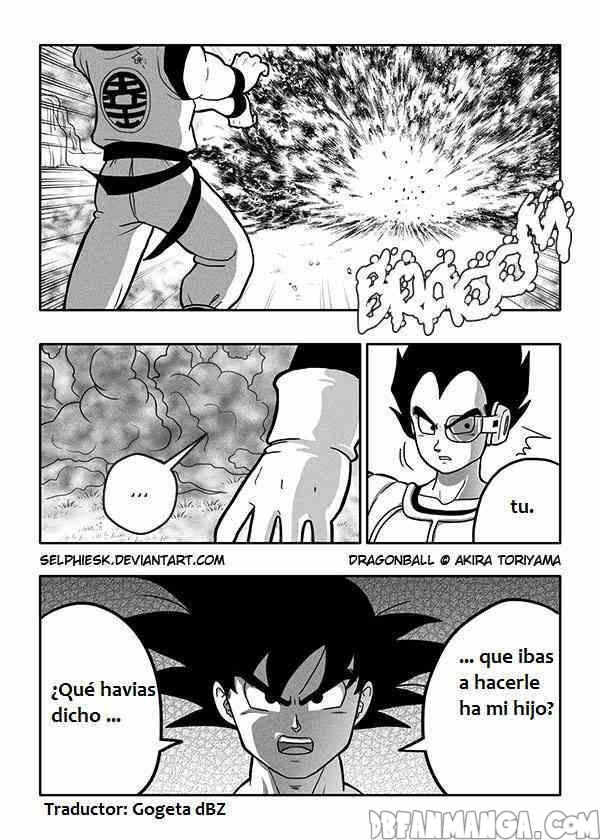 BRAOOOM
...
tu.
SELPHIESK.DEVIANTART.COM
DRAGONBALL @ AKIRA TORIYAMA
¿Qué havias
dicho ...
... que ibas
a hacerle
ha mi hijo?
Traductor: Gogeta dBZ
DBFANMANGA.COM